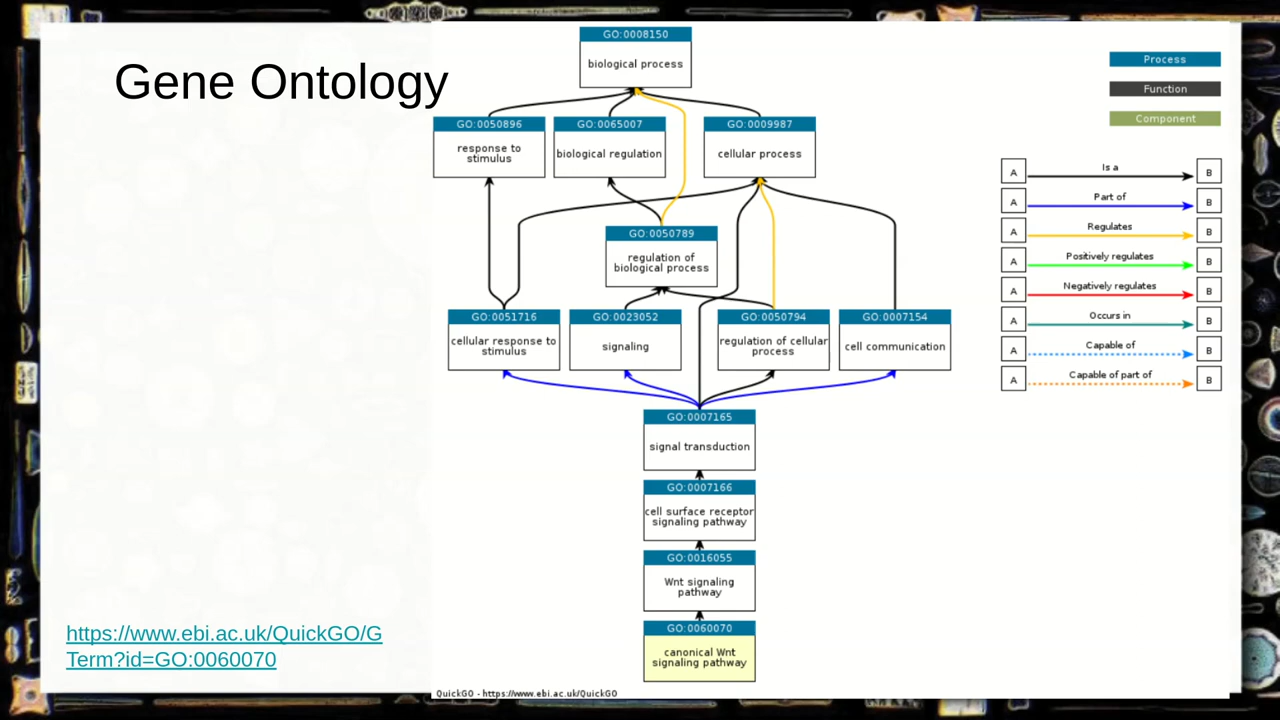 Gene Ontology
GO:0008150
biological process
GO:0050896
response to
stimulus
GO:0065007
biological regulation
GO:0009987
cellular process
GO:0050789
regulation of
biological process
GO:0051716
cellular response to
stimulus
GO:0023052
signaling
GO:0050794
regulation of cellular
process
GO:0007154
cell communication
GO:0007165
signal transduction
GO:0007166
cell surface receptor
signaling pathway
GO:0016055
Wnt signaling
pathway
GO:0060070
canonical Wnt
signaling pathway
Process
Function
Component
A Is a B
A Part of B
A Regulates B
A Positively regulates B
A Negatively regulates B
A Occurs in B
A Capable of B
A Capable of part of B
https://www.ebi.ac.uk/QuickGO/G
Term?id=GO:0060070
QuickGO - https://www.ebi.ac.uk/QuickGO